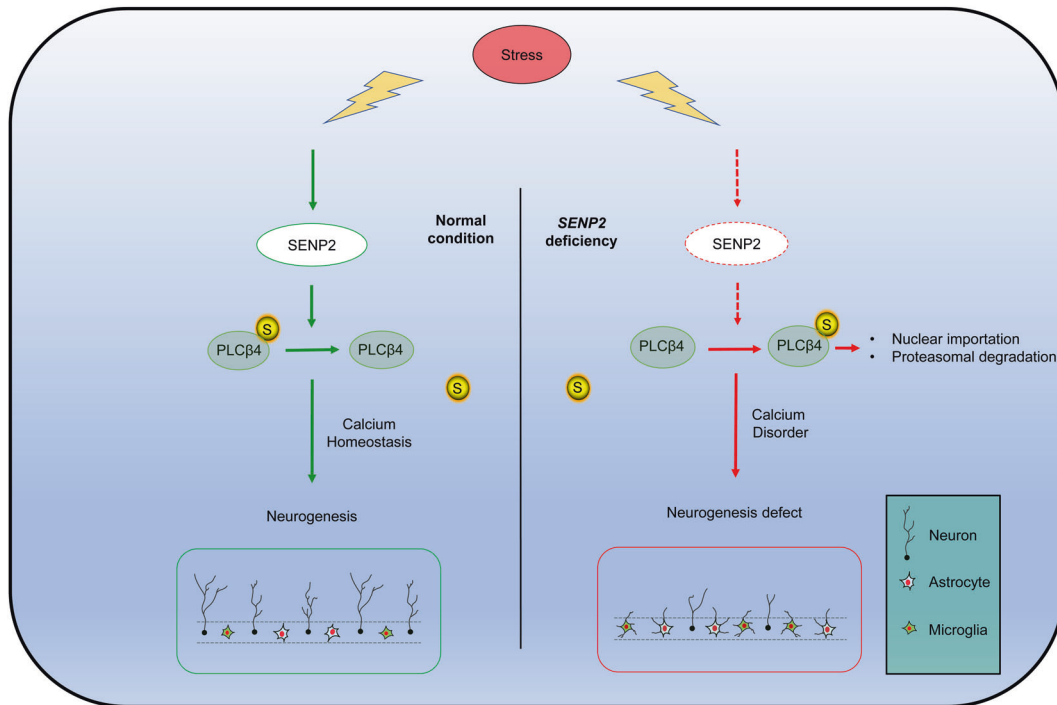 Stress
Normal
condition
SENP2
deficiency
SENP2
SENP2
S
PLCβ4
PLCβ4
S
Calcium
Homeostasis
Neurogenesis
PLCβ4
S
PLCβ4
• Nuclear importation
• Proteasomal degradation
S
Calcium
Disorder
Neurogenesis defect
Neuron
Astrocyte
Microglia